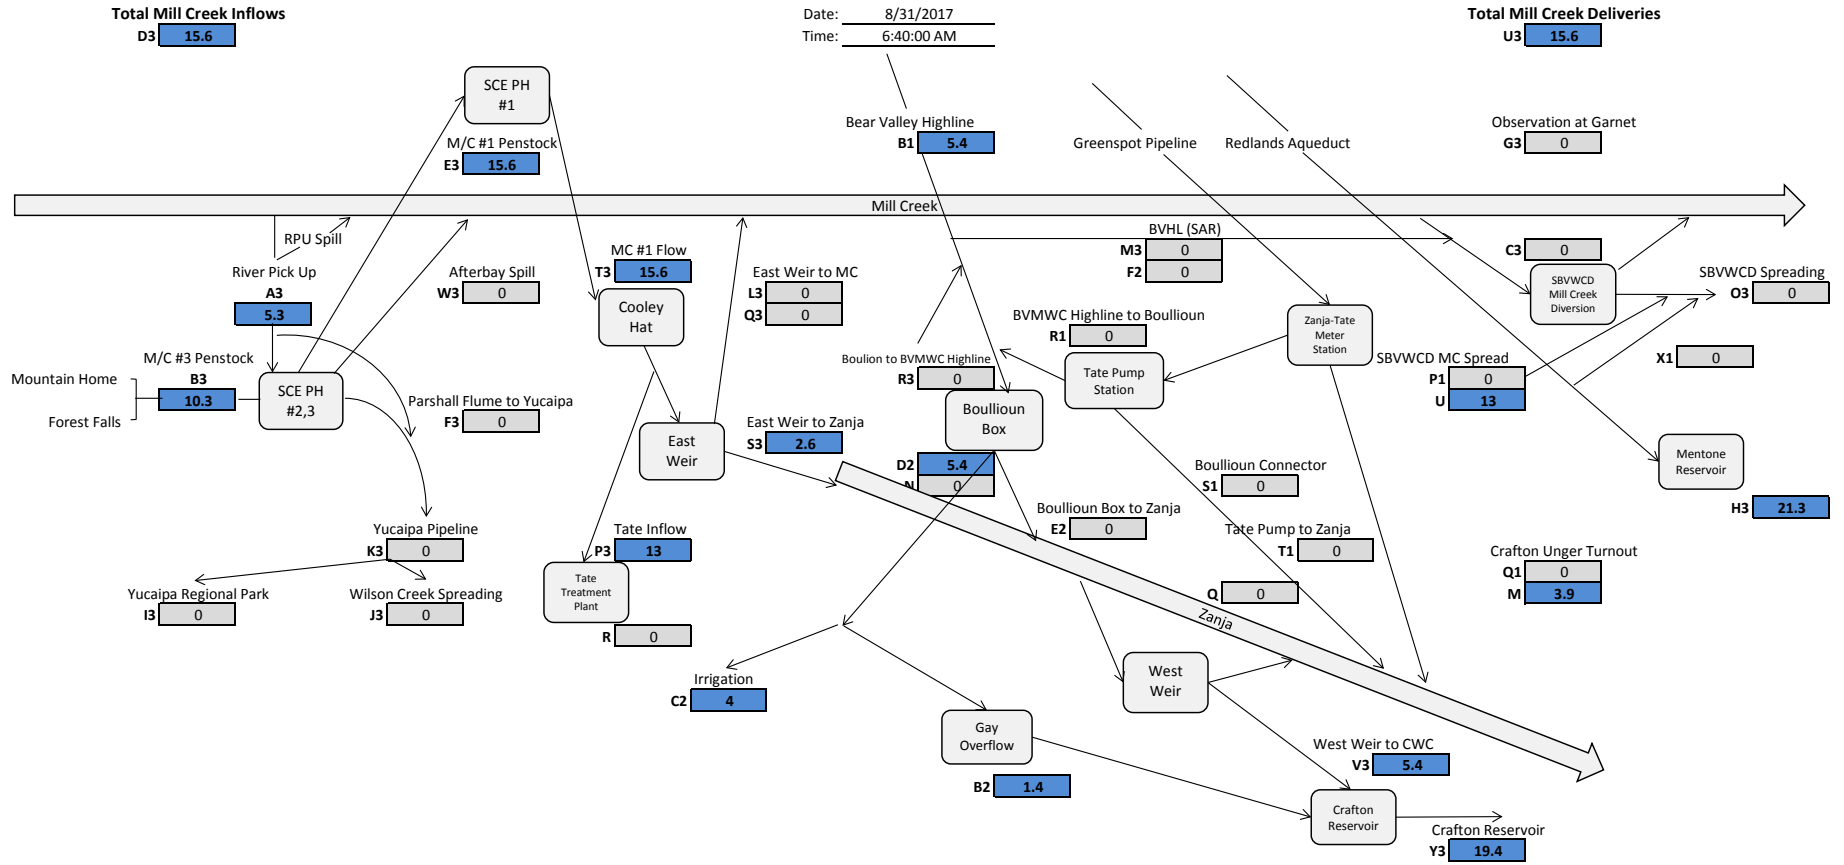 Total Mill Creek Inflows
D3 15.6
Date: 8/31/2017
Time: 6:40:00 AM
Total Mill Creek Deliveries
U3 15.6
SCE PH
#1
M/C #1 Penstock
E3 15.6
Bear Valley Highline
B1 5.4
Greenspot Pipeline
Redlands Aqueduct
Observation at Garnet
G3 0
Mill Creek
RPU Spill
River Pick Up
A3
5.3
Afterbay Spill
W3 0
MC #1 Flow
T3 15.6
Cooley
Hat
East Weir to MC
L3 0
Q3 0
BVHL (SAR)
M3 0
F2 0
C3 0
SBVWCD
Mill Creek
Diversion
SBVWCD Spreading
O3 0
BVMWC Highline to Boullioun
R1 0
Zanja-Tate
Meter
Station
M/C #3 Penstock
B3
10.3
Mountain Home
Forest Falls
SCE PH
#2,3
Parshall Flume to Yucaipa
F3 0
Boulion to BVMWC Highline
R3 0
Tate Pump
Station
SBVWCD MC Spread
P1 0
U 13
X1 0
Boullioun
Box
East
Weir
East Weir to Zanja
S3 2.6
D2 5.4
N 0
Boullioun Connector
S1 0
Mentone
Reservoir
H3 21.3
Boullioun Box to Zanja
E2 0
Tate Pump to Zanja
T1 0
Yucaipa Pipeline
K3 0
Tate Inflow
P3 13
Tate
Treatment
Plant
R 0
Crafton Unger Turnout
Q1 0
M 3.9
Yucaipa Regional Park
I3 0
Wilson Creek Spreading
J3 0
Q 0
Zanja
Irrigation
C2 4
West
Weir
Gay
Overflow
B2 1.4
West Weir to CWC
V3 5.4
Crafton
Reservoir
Crafton Reservoir
Y3 19.4